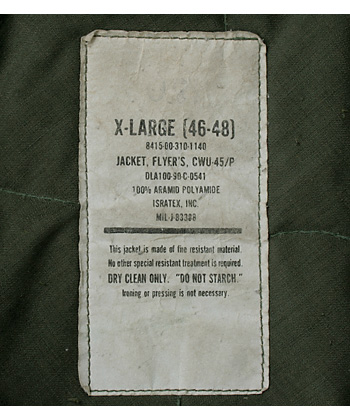 X-LARGE (46-48)
8415-00-310-1140
JACKET, FLYER'S, CWU-45/P
DLA100-90-C-0541
100% ARAMID POLYAMIDE
ISRATEX, INC.
MIL-J-83388
This jacket is made of fire resistant material.
No other special resistant treatment is required.
DRY CLEAN ONLY. "DO NOT STARCH."
Ironing or pressing is not necessary.